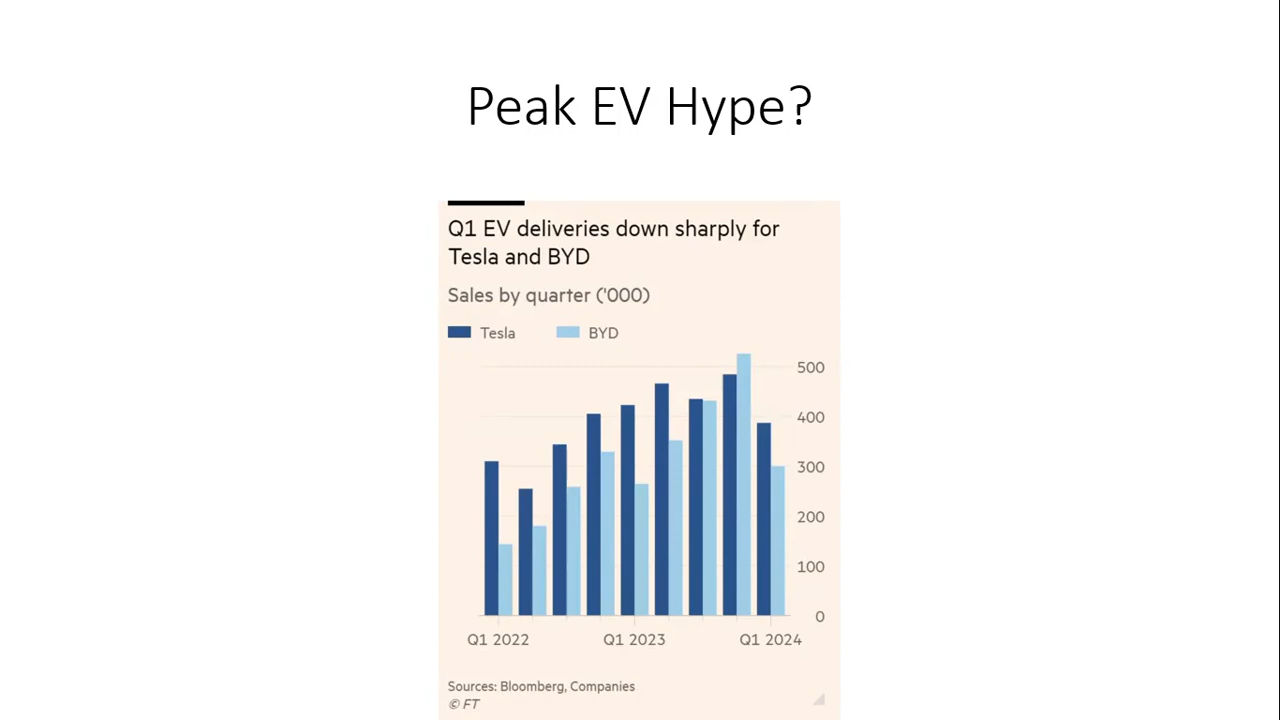 Peak EV Hype?
Q1 EV deliveries down sharply for
Tesla and BYD
Sales by quarter ('000)
Tesla BYD
500
400
300
200
100
0
Q1 2022 Q1 2023 Q1 2024
Sources: Bloomberg, Companies
© FT